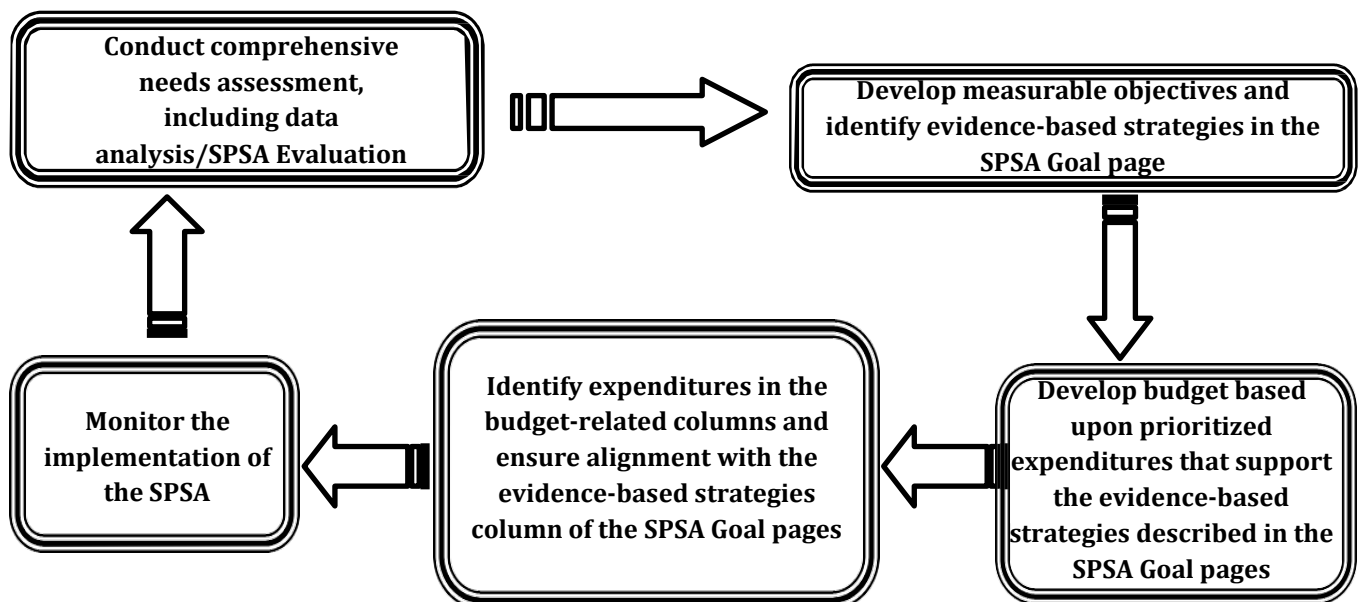 Conduct comprehensive
needs assessment,
including data
analysis/SPSA Evaluation
Develop measurable objectives and
identify evidence-based strategies in the
SPSA Goal page
Develop budget based
upon prioritized
expenditures that support
the evidence-based
strategies described in the
SPSA Goal pages
Identify expenditures in the
budget-related columns and
ensure alignment with the
evidence-based strategies
column of the SPSA Goal pages
Monitor the
implementation of
the SPSA